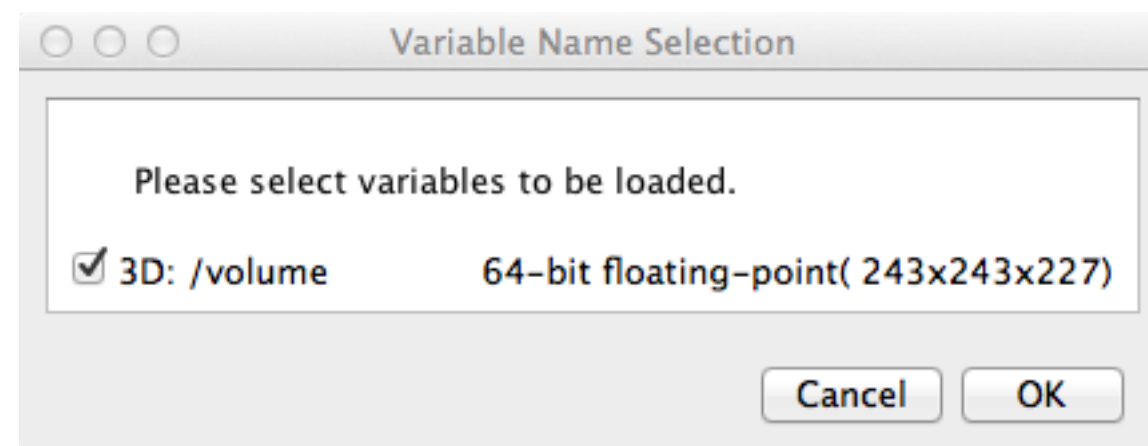 Variable Name Selection
Please select variables to be loaded.
3D: /volume 64-bit floating-point( 243x243x227)
Cancel OK